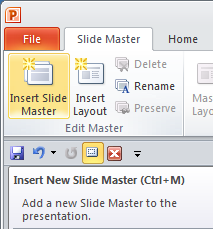 P
File Slide Master Home
Insert Slide Master
Insert Layout
Delete
Rename
Preserve
Edit Master
Insert New Slide Master (Ctrl+M)
Add a new Slide Master to the
presentation.